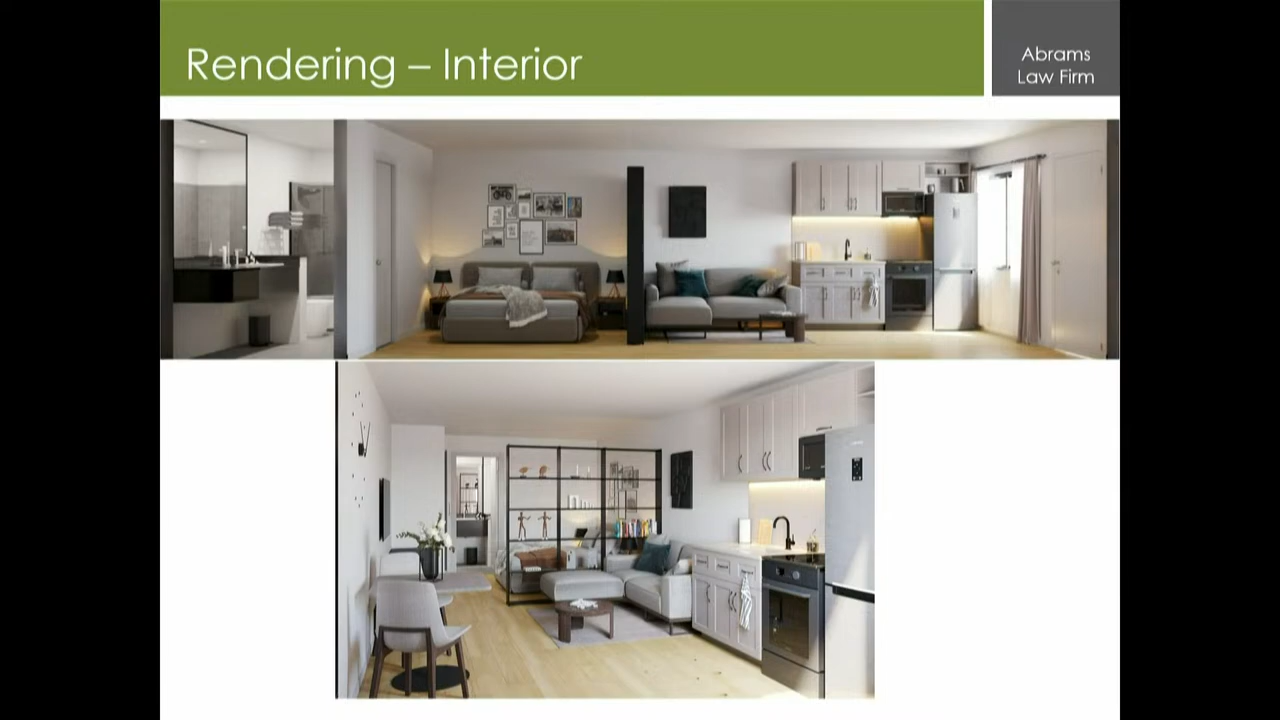 Rendering – Interior
Abrams
Law Firm